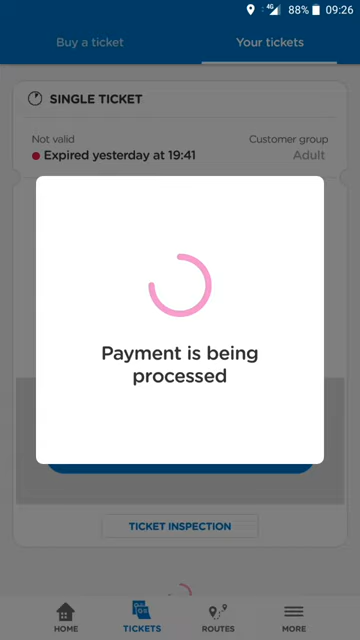 4G 88% 09:26
Buy a ticket Your tickets
SINGLE TICKET
Not valid Customer group
Expired yesterday at 19:41 Adult
Payment is being
processed
TICKET INSPECTION
HOME TICKETS ROUTES MORE